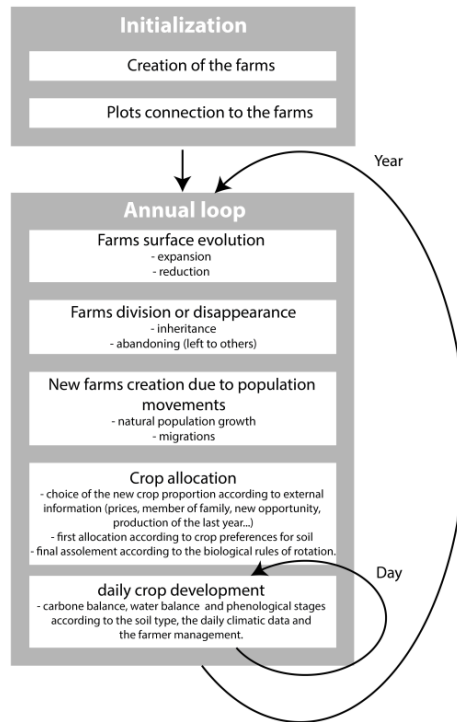 Initialization
Creation of the farms
Plots connection to the farms
Year
Annual loop
Farms surface evolution
- expansion
- reduction
Farms division or disappearance
- inheritance
- abandoning (left to others)
New farms creation due to population
movements
- natural population growth
- migrations
Crop allocation
- choice of the new crop proportion according to external
information (prices, member of family, new opportunity,
production of the last year...)
- first allocation according to crop preferences for soil
- final assolement according to the biological rules of rotation.
Day
daily crop development
- carbone balance, water balance and phenological stages
according to the soil type, the daily climatic data and
the farmer management.